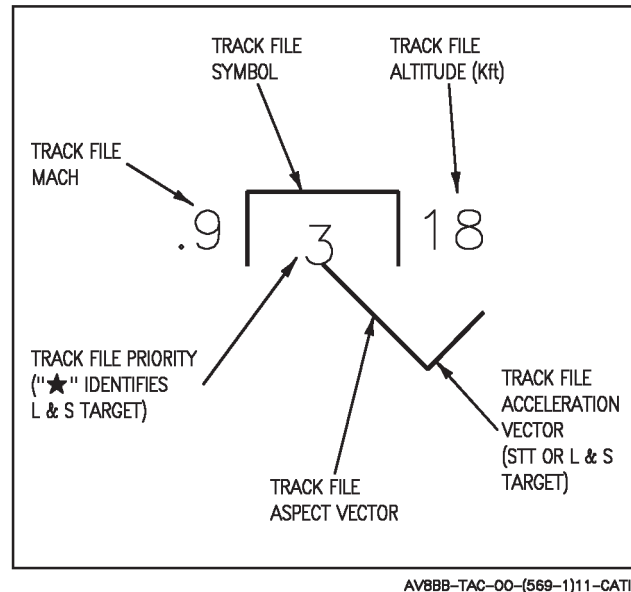 TRACK FILE
SYMBOL
TRACK FILE
ALTITUDE (Kft)
TRACK FILE
MACH
.9
3
18
TRACK FILE PRIORITY
("★" IDENTIFIES
L & S TARGET)
TRACK FILE
ACCELERATION
VECTOR
(STT OR L & S
TARGET)
TRACK FILE
ASPECT VECTOR
AV8BB-TAC-00-(569-1)11-CATI